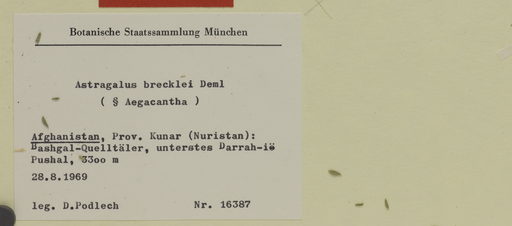 Botanische Staatssammlung München
Astragalus brecklei Deml
( § Aegacantha )
Afghanistan, Prov. Kunar (Nuristan):
Bashgal-Quelltäler, unterstes Darrah-ië
Pushal, 33oo m
28.8.1969
leg. D.Podlech Nr. 16387